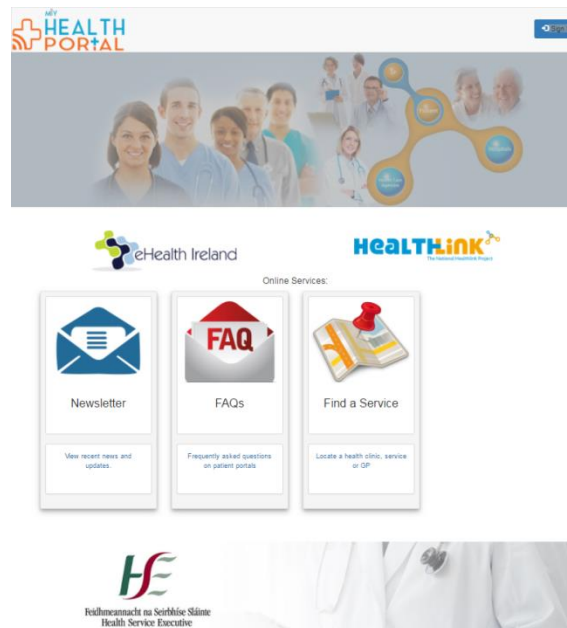 MY
HEALTH
PORTAL
eHealth Ireland
HEALTHLINK
The National Healthlink Project
Online Services:
FAQ
Newsletter
FAQs
Find a Service
View recent news and
updates.
Frequently asked questions
on patient portals
Locate a health clinic, service
or GP
Feidhmeannacht na Seirbhíse Sláinte
Health Service Executive